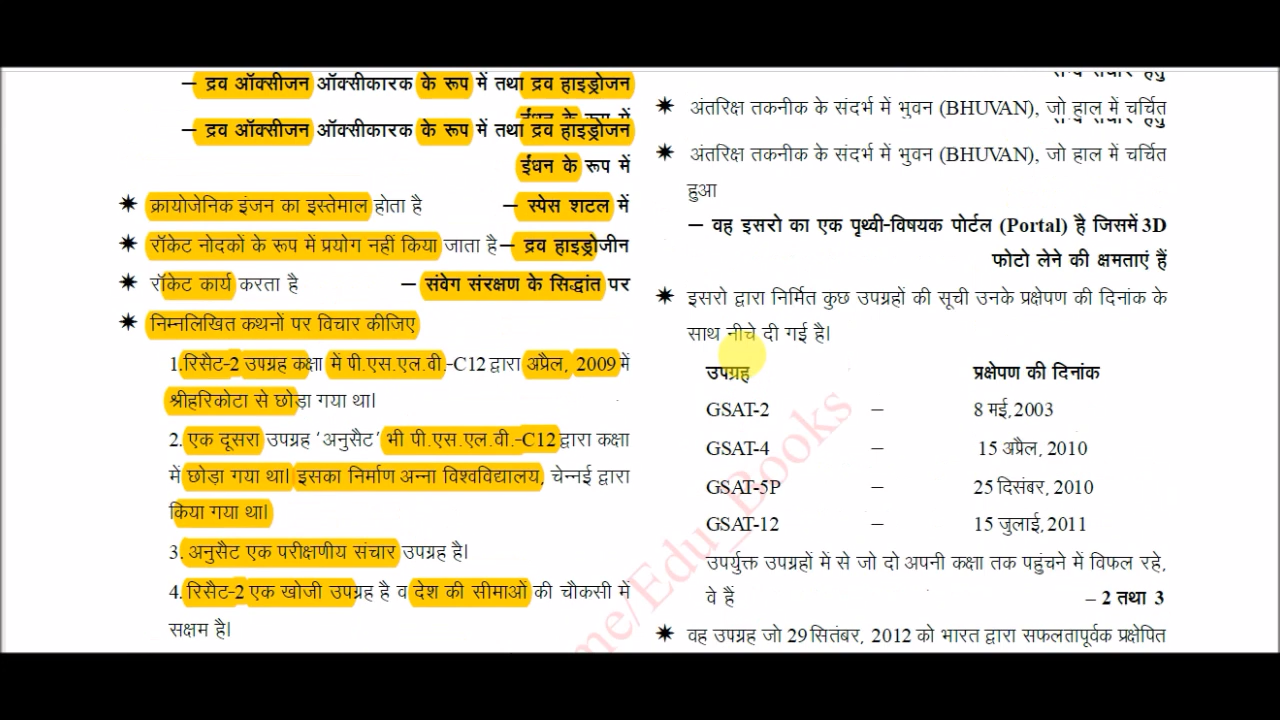 – द्रव ऑक्सीजन ऑक्सीकारक के रूप में तथा द्रव हाइड्रोजन
– द्रव ऑक्सीजन ऑक्सीकारक के रूप में तथा द्रव हाइड्रोजन
ईंधन के रूप में
✷ क्रायोजेनिक इंजन का इस्तेमाल होता है – स्पेस शटल में
✷ रॉकेट नोदकों के रूप में प्रयोग नहीं किया जाता है – द्रव हाइड्रोजीन
✷ रॉकेट कार्य करता है – संवेग संरक्षण के सिद्धांत पर
✷ निम्नलिखित कथनों पर विचार कीजिए
1. रिसैट-2 उपग्रह कक्षा में पी.एस.एल.वी.-C12 द्वारा अप्रैल, 2009 में
श्रीहरिकोटा से छोड़ा गया था।
2. एक दूसरा उपग्रह 'अनुसैट' भी पी.एस.एल.वी.-C12 द्वारा कक्षा
में छोड़ा गया था। इसका निर्माण अन्ना विश्वविद्यालय, चेन्नई द्वारा
किया गया था।
3. अनुसैट एक परीक्षणीय संचार उपग्रह है।
4. रिसैट-2 एक खोजी उपग्रह है व देश की सीमाओं की चौकसी में
सक्षम है।
✷ अंतरिक्ष तकनीक के संदर्भ में भुवन (BHUVAN), जो हाल में चर्चित
✷ अंतरिक्ष तकनीक के संदर्भ में भुवन (BHUVAN), जो हाल में चर्चित
हुआ
– वह इसरो का एक पृथ्वी-विषयक पोर्टल (Portal) है जिसमें 3D
फोटो लेने की क्षमताएं हैं
✷ इसरो द्वारा निर्मित कुछ उपग्रहों की सूची उनके प्रक्षेपण की दिनांक के
साथ नीचे दी गई है।
उपग्रह प्रक्षेपण की दिनांक
GSAT-2 – 8 मई, 2003
GSAT-4 – 15 अप्रैल, 2010
GSAT-5P – 25 दिसंबर, 2010
GSAT-12 – 15 जुलाई, 2011
उपर्युक्त उपग्रहों में से जो दो अपनी कक्षा तक पहुंचने में विफल रहे,
वे हैं – 2 तथा 3
✷ वह उपग्रह जो 29 सितंबर, 2012 को भारत द्वारा सफलतापूर्वक प्रक्षेपित
me/Edu_Books